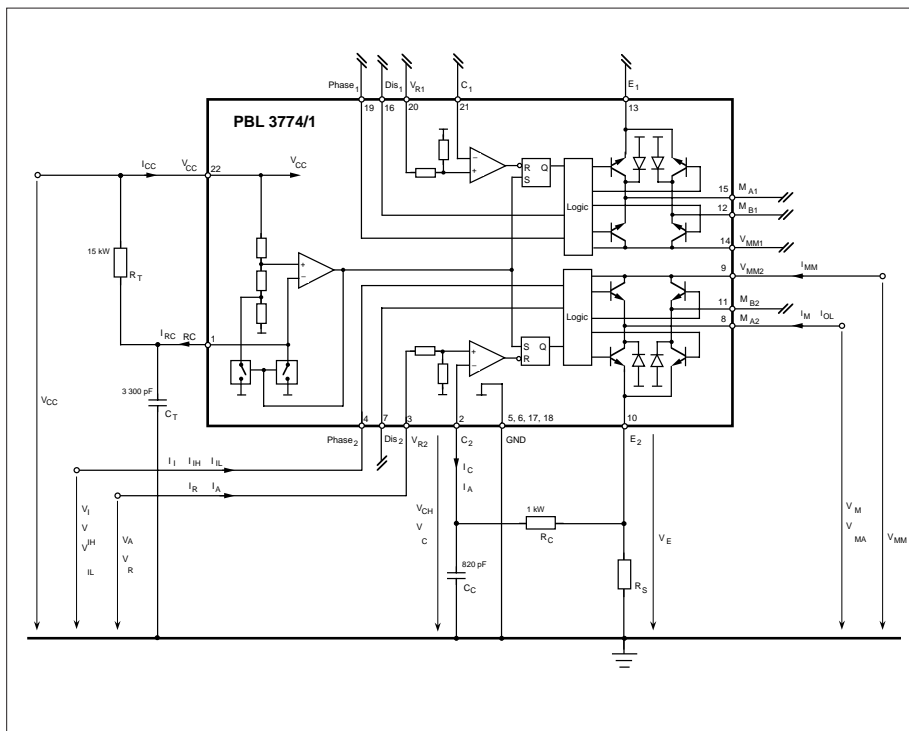 Phase1 Dis1 VR1 C1 E1
19 16 20 21 13
PBL 3774/1
ICC VCC 22 VCC
− +
R Q
S
Logic
15 MA1
12 MB1
14 VMM1
15 kW
RT
+ −
9 VMM2 IMM
11 MB2
8 MA2 IM IOL
Logic
IRC RC 1
+ −
S Q
R
3 300 pF
CT
VCC
4 7 3 2 5, 6, 17, 18 10
Phase2 Dis2 VR2 C2 GND E2
II IIH IIL
IC
IA
IR IA
VI
V IH
V IL
VA
V R
VCH
V C
1 kW
RC
VE
VM
V MA
VMM
820 pF
CC
RS